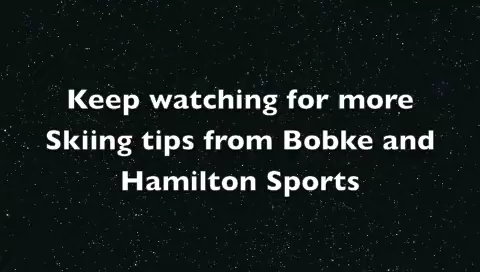 Keep watching for more
Skiing tips from Bobke and
Hamilton Sports